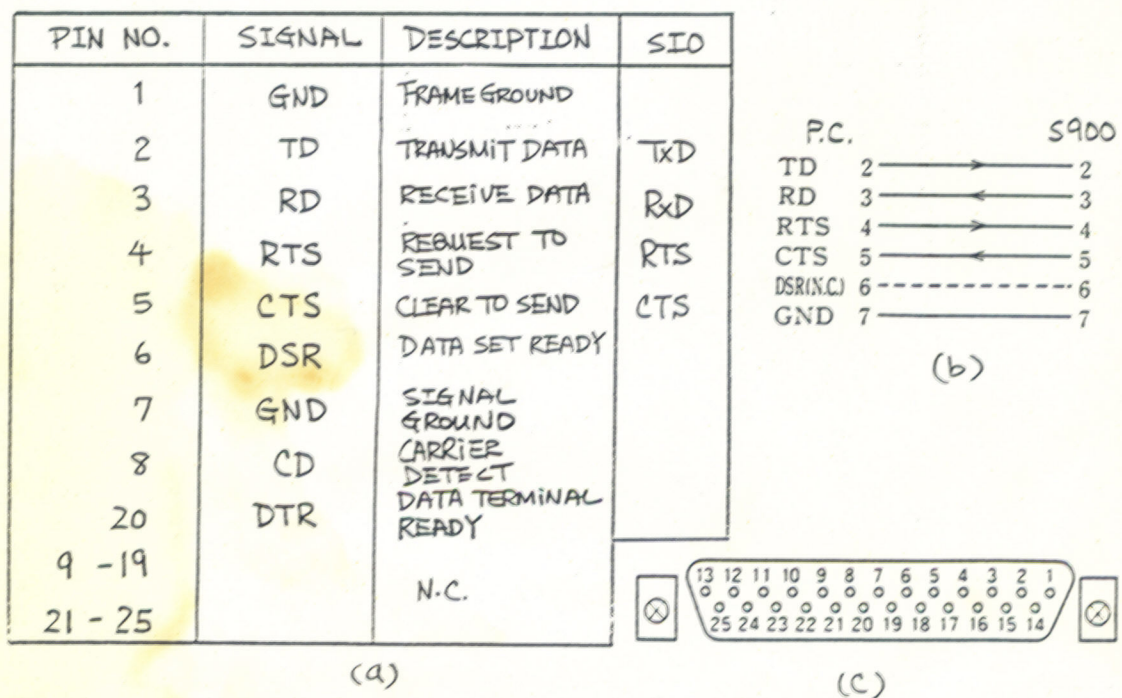 PIN NO. SIGNAL DESCRIPTION SIO
1 GND FRAME GROUND
2 TD TRANSMIT DATA TxD
3 RD RECEIVE DATA RxD
4 RTS REQUEST TO SEND RTS
5 CTS CLEAR TO SEND CTS
6 DSR DATA SET READY
7 GND SIGNAL GROUND
8 CD CARRIER DETECT
20 DTR DATA TERMINAL READY
9 -19
N.C.
21 - 25
(a)
P.C. S900
TD 2 2
RD 3 3
RTS 4 4
CTS 5 5
DSR(N.C.) 6 6
GND 7 7
(b)
13 12 11 10 9 8 7 6 5 4 3 2 1
25 24 23 22 21 20 19 18 17 16 15 14
(C)